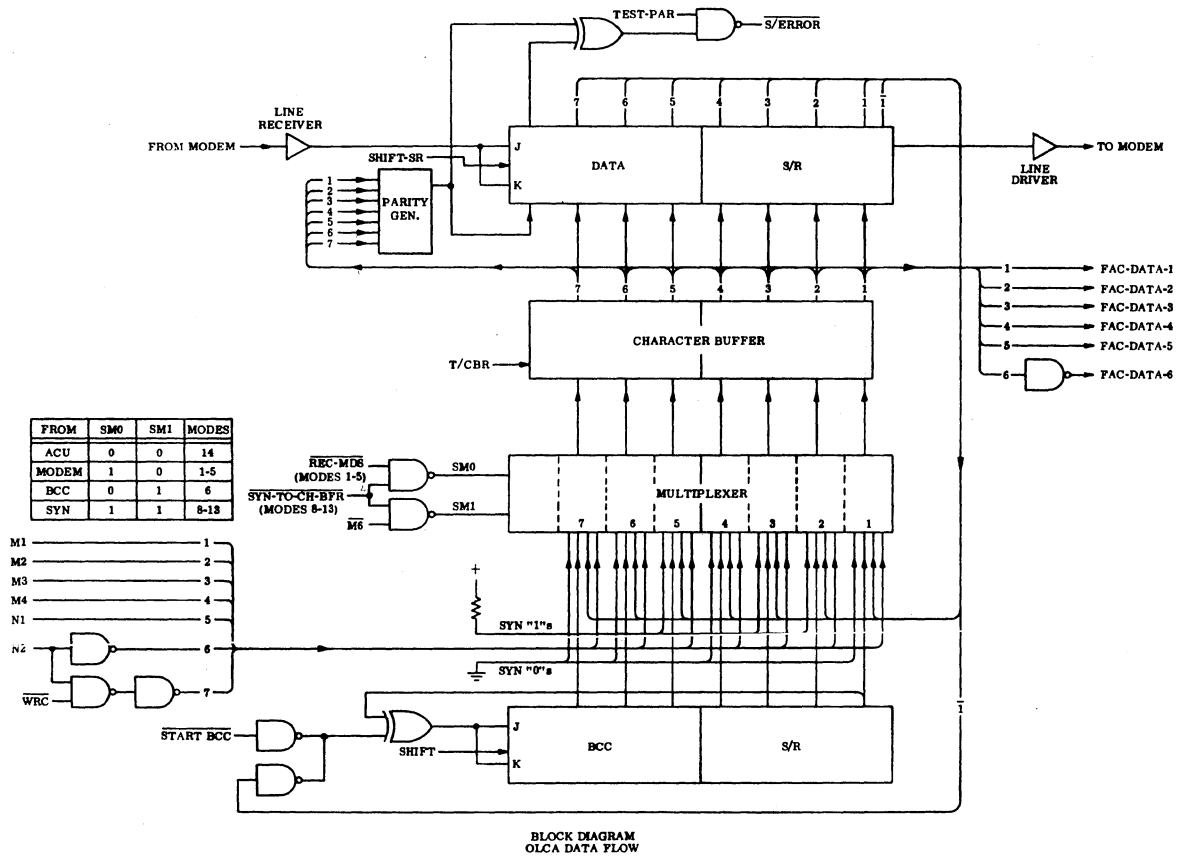 TEST-PAR
S/ERROR
7 6 5 4 3 2 1 1
LINE
RECEIVER
FROM MODEM
SHIFT-SR
J
K
DATA
S/R
TO MODEM
LINE
DRIVER
1
2
3
4
5
6
7
PARITY
GEN.
7 6 5 4 3 2 1
1 FAC-DATA-1
2 FAC-DATA-2
3 FAC-DATA-3
4 FAC-DATA-4
5 FAC-DATA-5
6 FAC-DATA-6
CHARACTER BUFFER
T/CBR
FROM SM0 SM1 MODES
ACU 0 0 14
MODEM 1 0 1-5
BCC 0 1 6
SYN 1 1 8-13
REC-MDS
(MODES 1-5)
SM0
SYN-TO-CH-BFR
(MODES 8-13)
SM1
M6
MULTIPLEXER
7 6 5 4 3 2 1
M1 1
M2 2
M3 3
M4 4
N1 5
N2 6
WRC 7
+
SYN "1"s
SYN "0"s
START BCC
SHIFT
J
K
BCC
S/R
1
BLOCK DIAGRAM
OLCA DATA FLOW